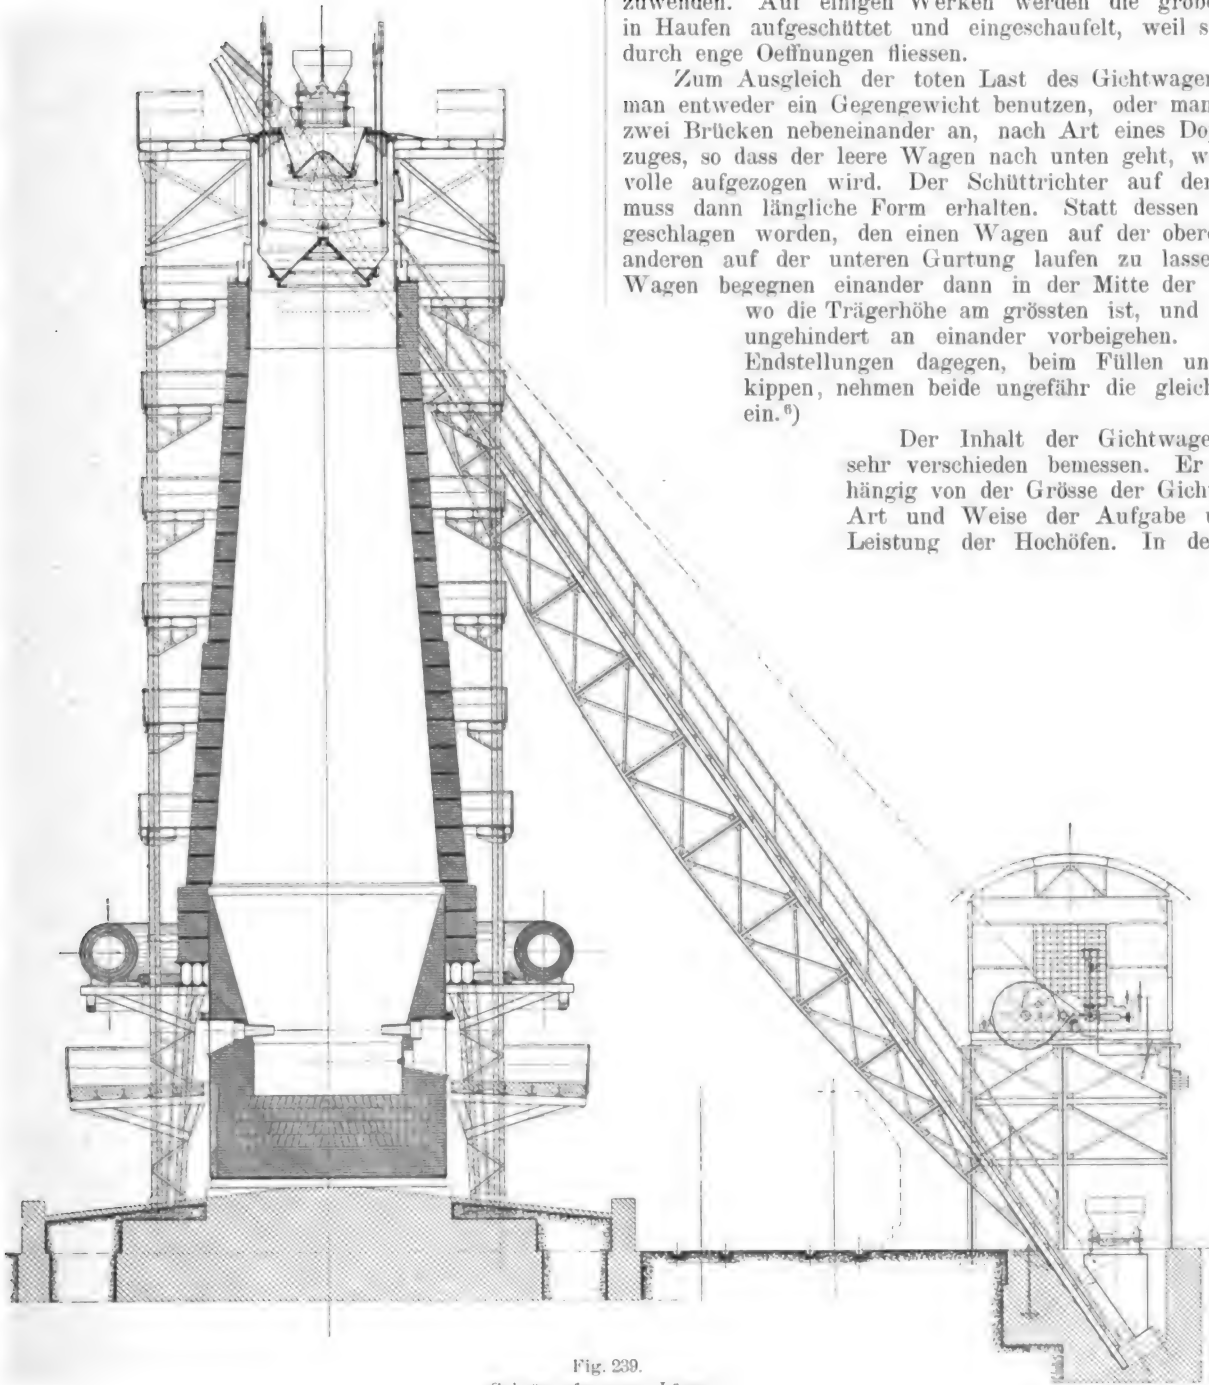 zuwenden. Auf einigen Werken werden die grobe
in Haufen aufgeschüttet und eingeschaufelt, weil s
durch enge Oeffnungen fliessen.
Zum Ausgleich der toten Last des Gichtwagen
man entweder ein Gegengewicht benutzen, oder man
zwei Brücken nebeneinander an, nach Art eines Do
zuges, so dass der leere Wagen nach unten geht, w
volle aufgezogen wird. Der Schüttrichter auf der
muss dann längliche Form erhalten. Statt dessen
geschlagen worden, den einen Wagen auf der ober
anderen auf der unteren Gurtung laufen zu lasse
Wagen begegnen einander dann in der Mitte der
wo die Trägerhöhe am grössten ist, und
ungehindert an einander vorbeigehen.
Endstellungen dagegen, beim Füllen un
kippen, nehmen beide ungefähr die gleich
ein.⁶)
Der Inhalt der Gichtwage
sehr verschieden bemessen. Er
hängig von der Grösse der Gich
Art und Weise der Aufgabe u
Leistung der Hochöfen. In de
Fig. 239.